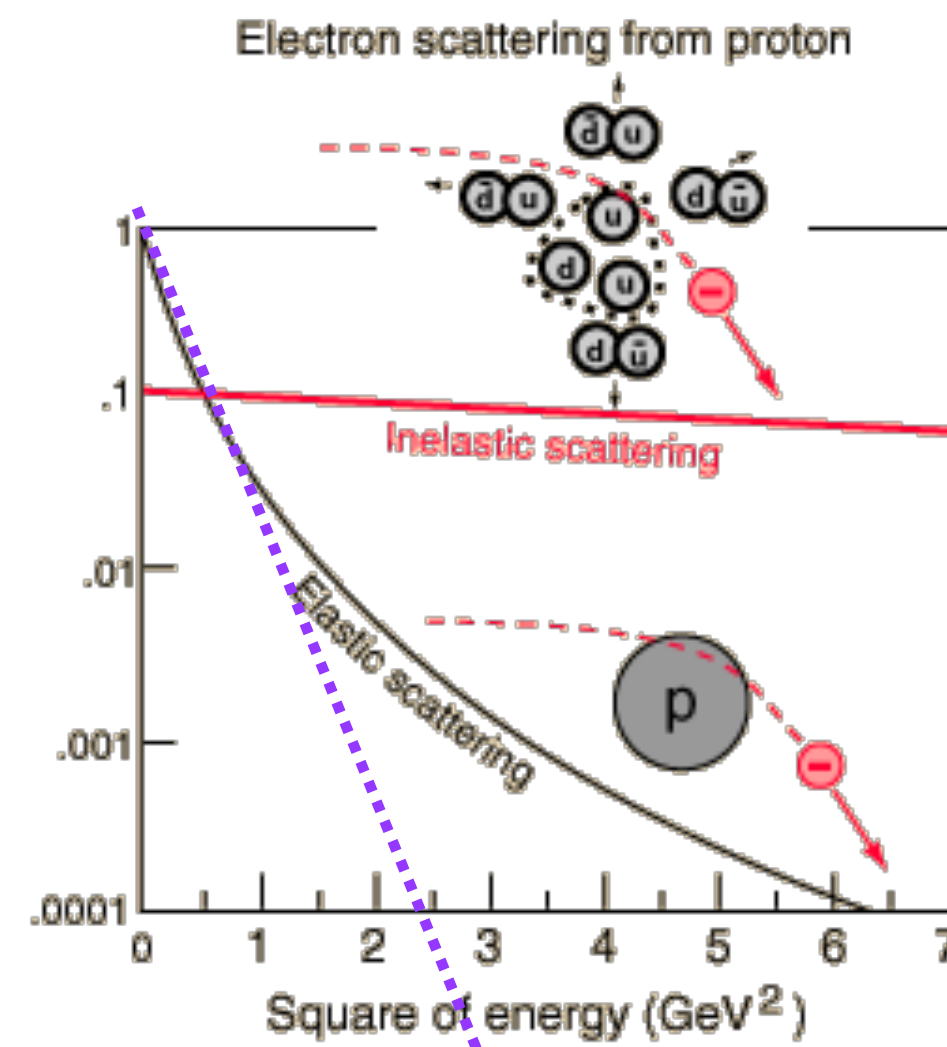 Electron scattering from proton
d̄ u
d̄ u
d ū
u
d
u
d ū
1
.1
Inelastic scattering
.01
Elastic scattering
p
.001
.0001
0 1 2 3 4 5 6 7
Square of energy (GeV²)